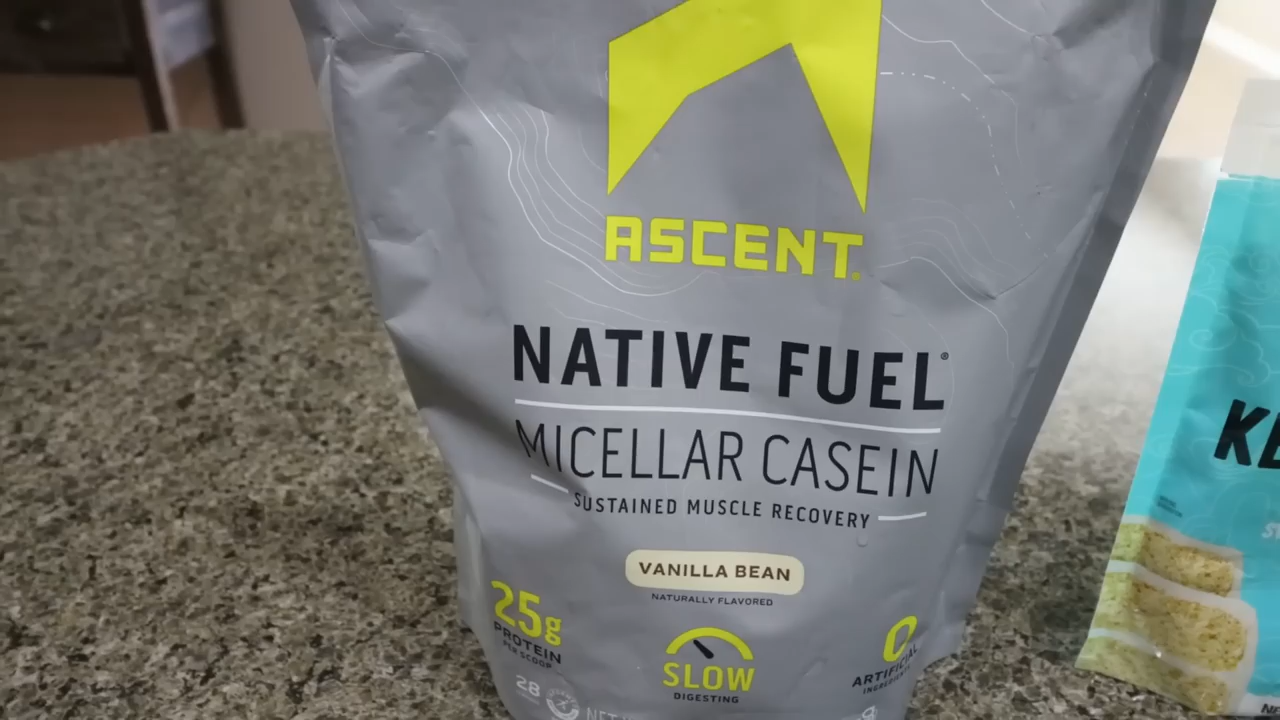 ASCENT.
NATIVE FUEL®
MICELLAR CASEIN
SUSTAINED MUSCLE RECOVERY
VANILLA BEAN
NATURALLY FLAVORED
25g
PROTEIN
PER SCOOP
SLOW
DIGESTING
0
ARTIFICIAL
INGREDIENTS
28